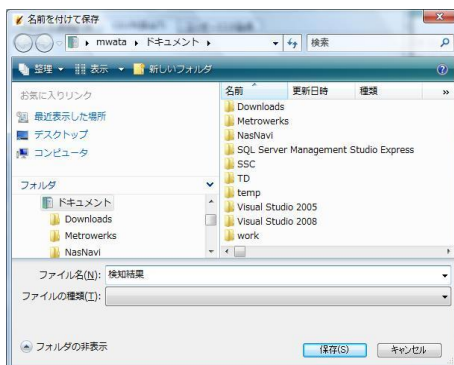 名前を付けて保存
mwata ▸ ドキュメント ▸
検索
整理 表示 新しいフォルダ
お気に入りリンク
最近表示した場所
デスクトップ
コンピュータ
フォルダ
ドキュメント
Downloads
Metrowerks
NasNavi
名前 更新日時 種類 »
Downloads
Metrowerks
NasNavi
SQL Server Management Studio Express
SSC
TD
temp
Visual Studio 2005
Visual Studio 2008
work
ファイル名(N): 検知結果
ファイルの種類(T):
フォルダの非表示
保存(S) キャンセル